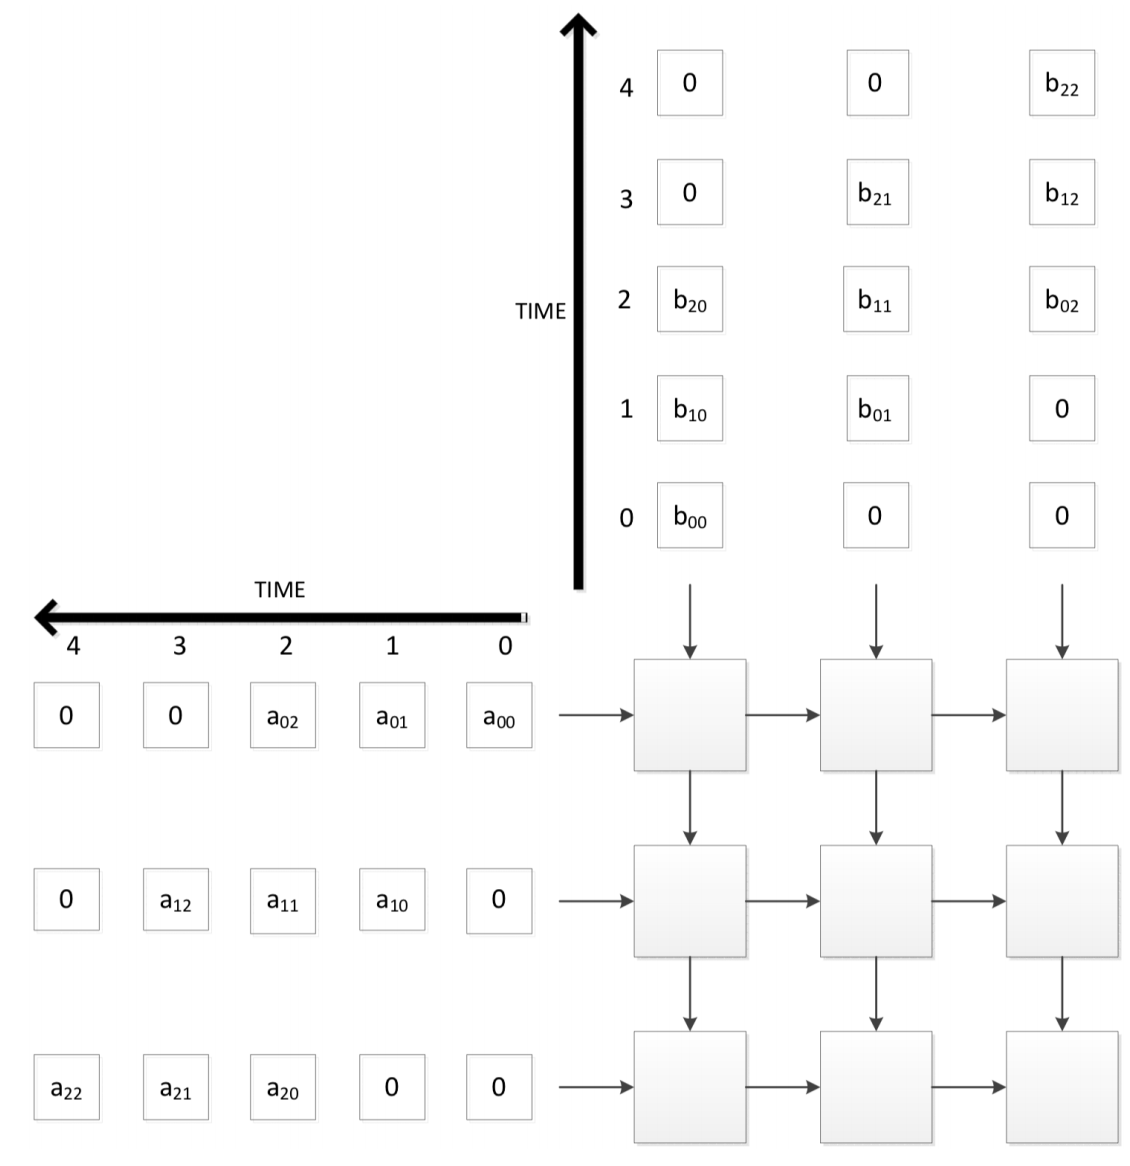 4 0 0 b₂₂
3 0 b₂₁ b₁₂
TIME 2 b₂₀ b₁₁ b₀₂
1 b₁₀ b₀₁ 0
0 b₀₀ 0 0
TIME
4 3 2 1 0
0 0 a₀₂ a₀₁ a₀₀
0 a₁₂ a₁₁ a₁₀ 0
a₂₂ a₂₁ a₂₀ 0 0